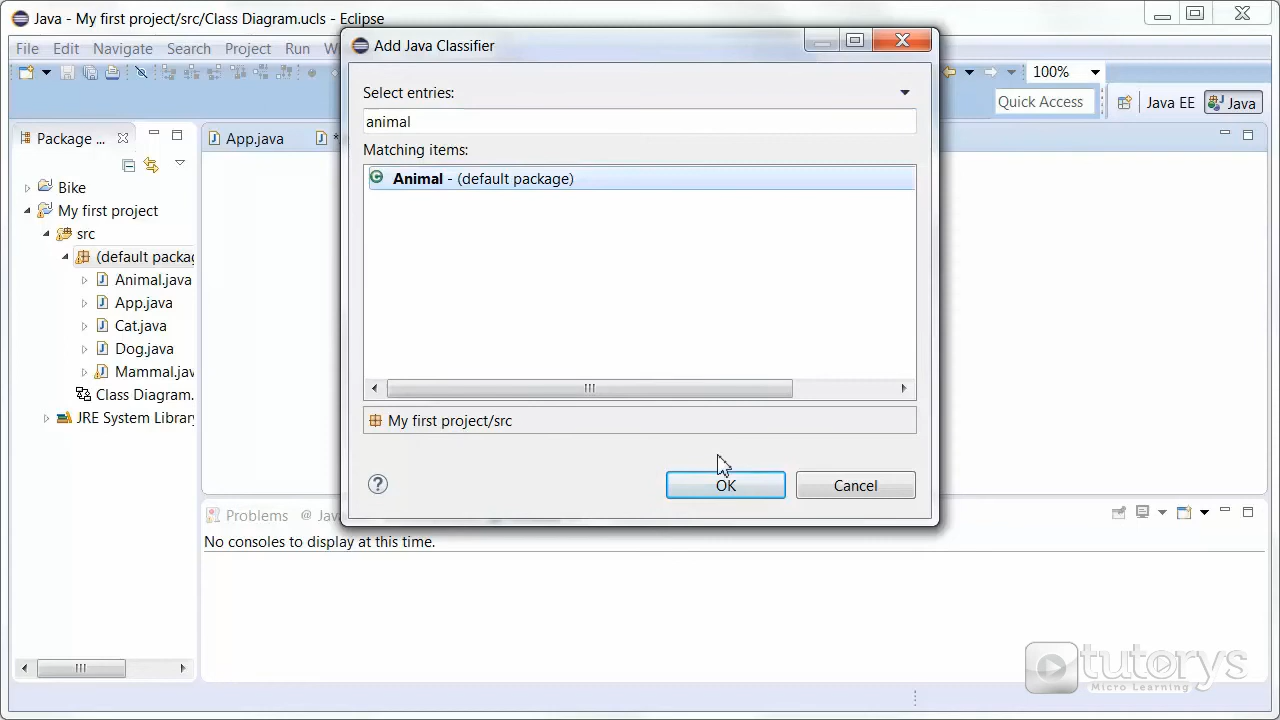 Java - My first project/src/Class Diagram.ucls - Eclipse
File Edit Navigate Search Project Run
Add Java Classifier
Select entries:
animal
Matching items:
Animal - (default package)
My first project/src
OK
Cancel
100%
Quick Access
Java EE
Java
Package ...
App.java
Bike
My first project
src
(default packag
Animal.java
App.java
Cat.java
Dog.java
Mammal.jav
Class Diagram.
JRE System Library
Problems
@ Jav
No consoles to display at this time.
tutorys
Micro Learning